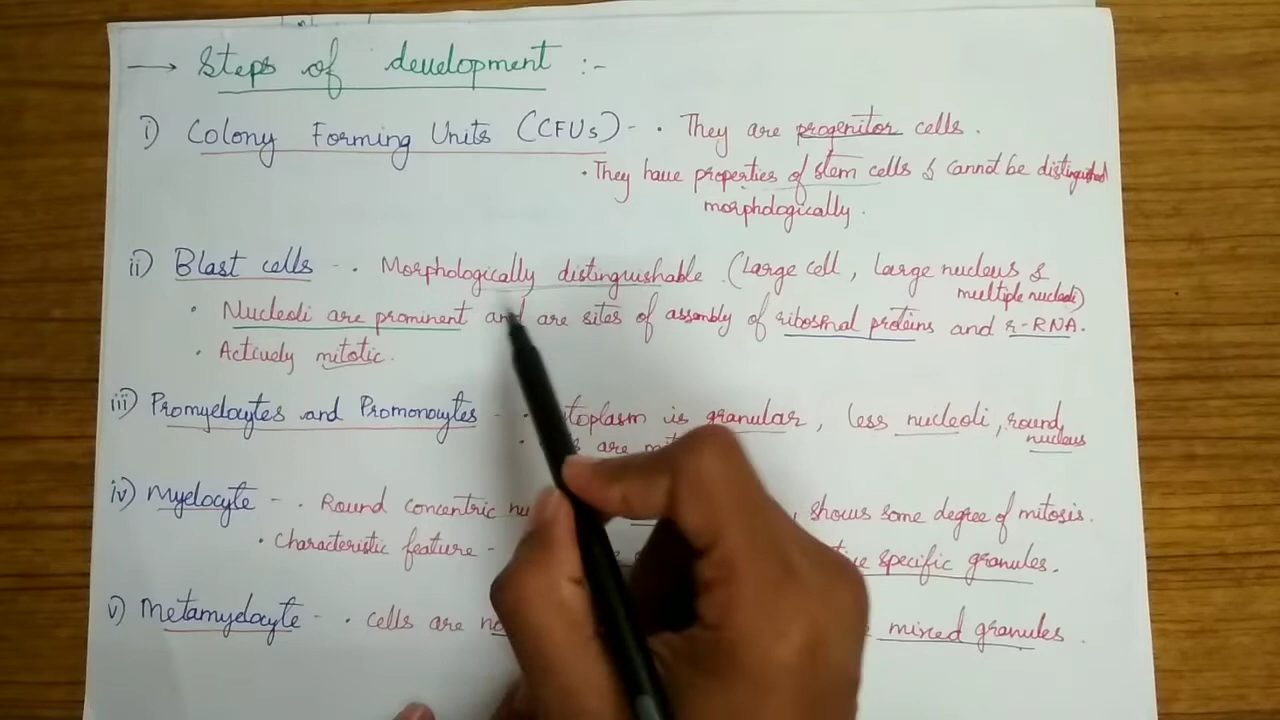 → Steps of development :-
i) Colony Forming Units (CFUs) - • They are progenitor cells.
• They have properties of stem cells & cannot be distinguished
morphologically.
ii) Blast cells - • Morphologically distinguishable (Large cell, large nucleus &
multiple nucleoli)
• Nucleoli are prominent and are sites of assembly of ribosmal proteins and r-RNA.
• Actively mitotic.
iii) Promyelocytes and Promonocytes - • toplasm is granular, less nucleoli, round
nucleus
• are
iv) Myelocyte - • Round concentric , shows some degree of mitosis.
• Characteristic feature - specific granules.
v) Metamyelocyte - • cells are mixed granules.